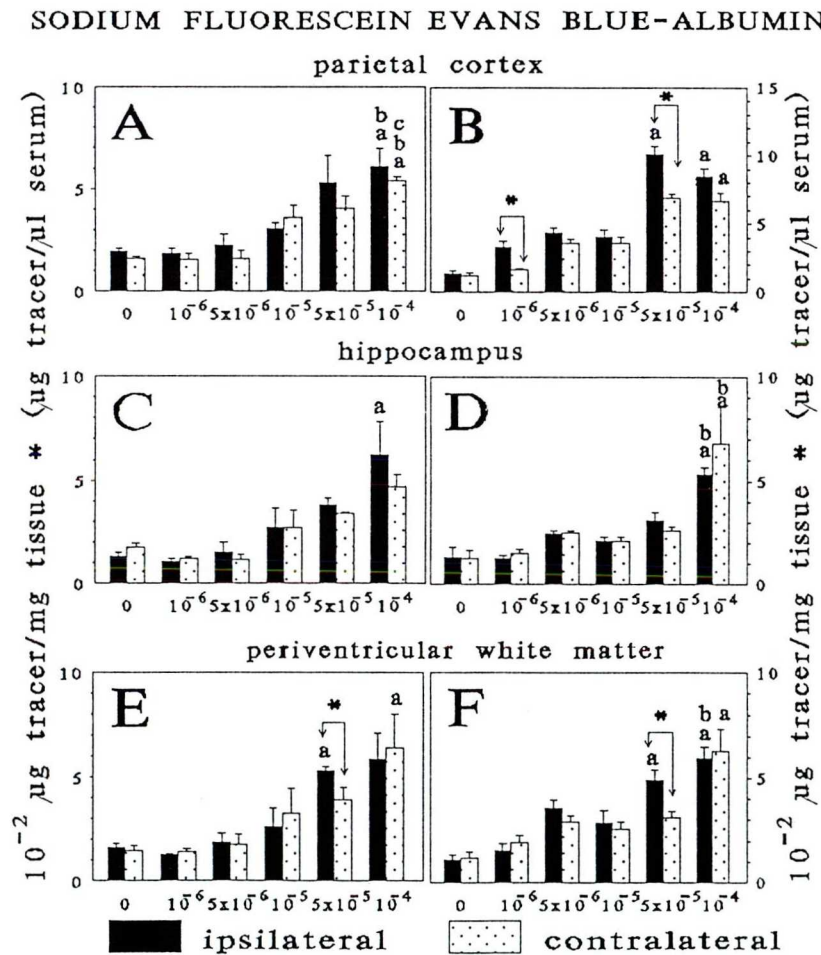 SODIUM FLUORESCEIN EVANS BLUE-ALBUMIN
parietal cortex
10 A b a c b a
5
0
0 10⁻⁶ 5x10⁻⁶ 10⁻⁵ 5x10⁻⁵ 10⁻⁴
B * * a a a 15
10
5
0
0 10⁻⁶ 5x10⁻⁶ 10⁻⁵ 5x10⁻⁵ 10⁻⁴
hippocampus
10 C a
5
0
0 10⁻⁶ 5x10⁻⁶ 10⁻⁵ 5x10⁻⁵ 10⁻⁴
D b a b a 10
5
0
0 10⁻⁶ 5x10⁻⁶ 10⁻⁵ 5x10⁻⁵ 10⁻⁴
periventricular white matter
10 E * a a
5
0
0 10⁻⁶ 5x10⁻⁶ 10⁻⁵ 5x10⁻⁵ 10⁻⁴
F * a b a a 10
5
0
0 10⁻⁶ 5x10⁻⁶ 10⁻⁵ 5x10⁻⁵ 10⁻⁴
10⁻² µg tracer/mg tissue * (µg tracer/µl serum)
10⁻² µg tracer/mg tissue * (µg tracer/µl serum)
ipsilateral contralateral